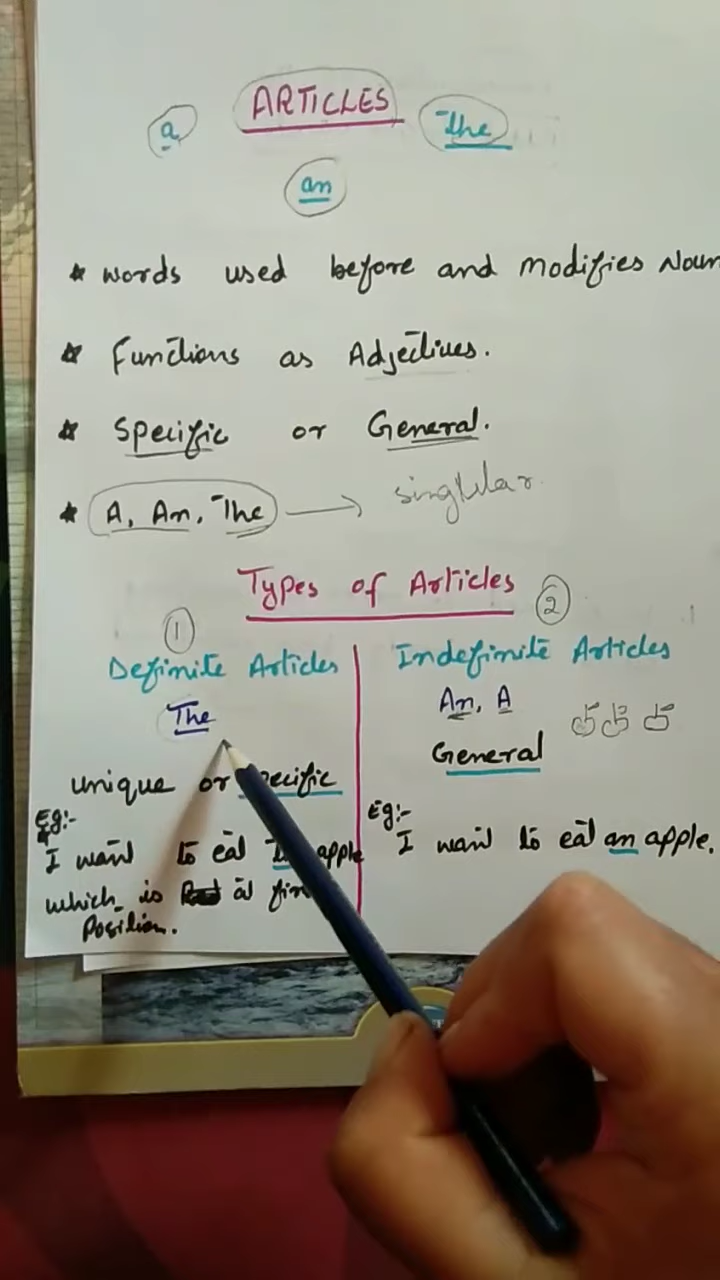 ARTICLES
a The
an
* words used before and modifies Noun
* Functions as Adjectives.
* Specific or General.
* A, An, The → singular
Types of Articles
1 2
Definite Articles
The
unique or specific
Eg:-
I want to eat apple
which is at
Position.
Indefinite Articles
An, A
General
Eg:-
I want to eat an apple.